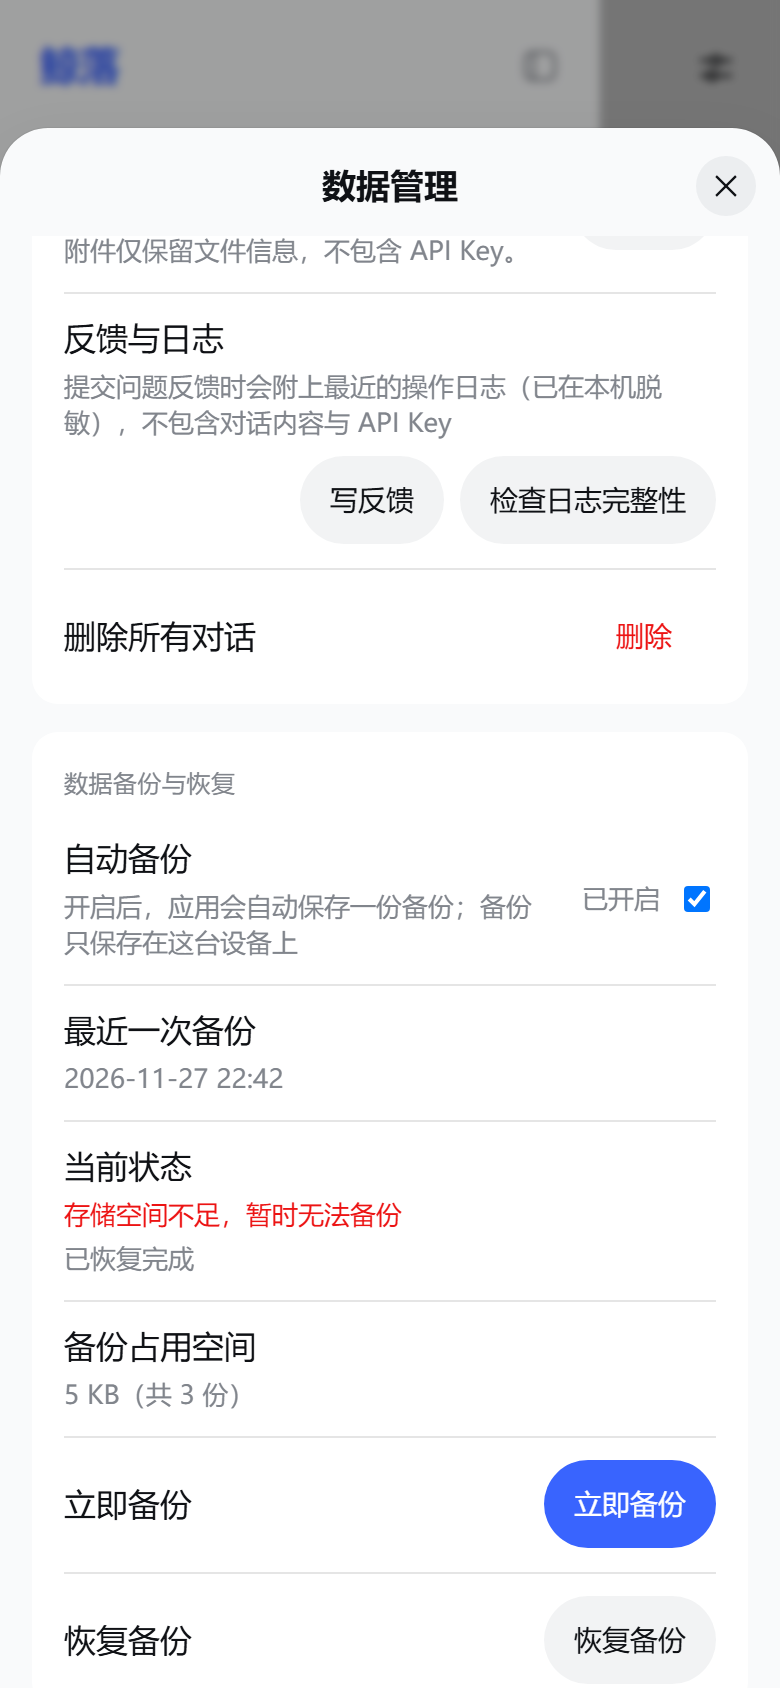 鲸落
数据管理
附件仅保留文件信息，不包含 API Key。
反馈与日志
提交问题反馈时会附上最近的操作日志（已在本机脱
敏），不包含对话内容与 API Key
写反馈
检查日志完整性
删除所有对话
删除
数据备份与恢复
自动备份
开启后，应用会自动保存一份备份；备份
只保存在这台设备上
已开启
最近一次备份
2026-11-27 22:42
当前状态
存储空间不足，暂时无法备份
已恢复完成
备份占用空间
5 KB（共 3 份）
立即备份
立即备份
恢复备份
恢复备份